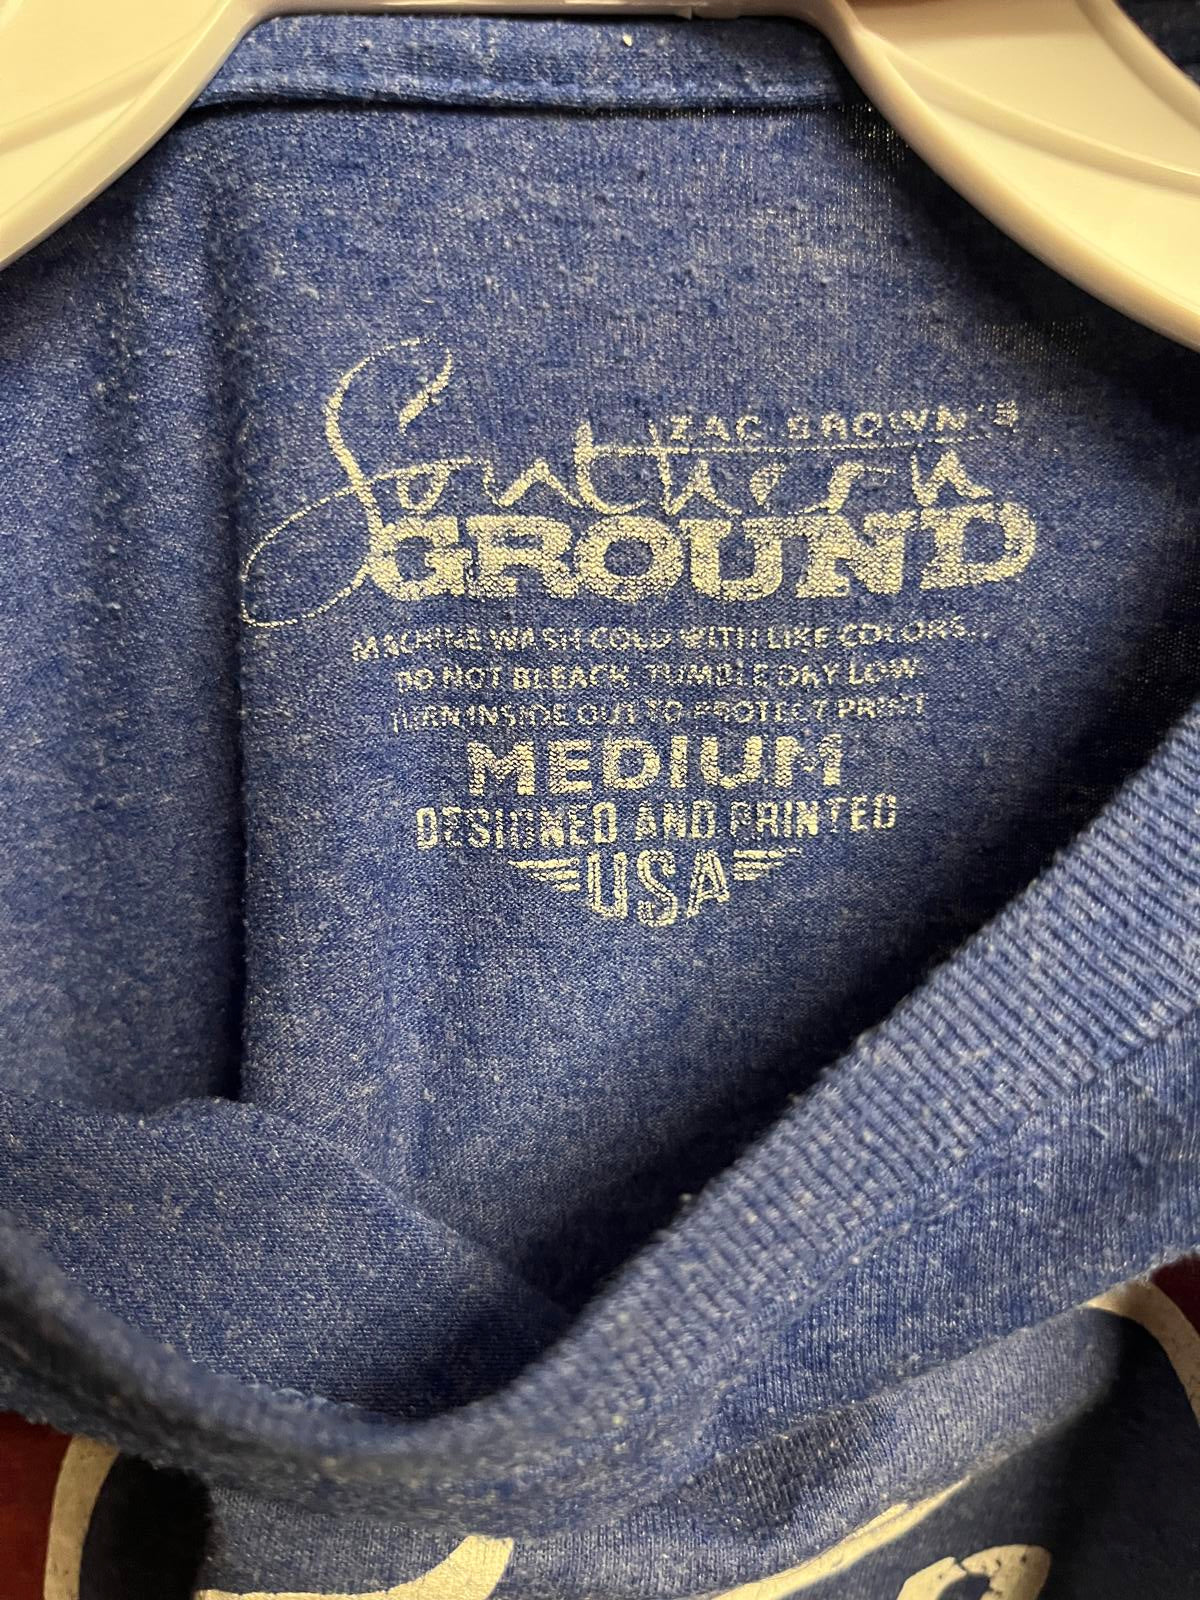 ZAC BROWN'S
Southern
GROUND
MACHINE WASH COLD WITH LIKE COLORS...
DO NOT BLEACH. TUMBLE DRY LOW.
TURN INSIDE OUT TO PROTECT PRINT
MEDIUM
DESIGNED AND PRINTED
USA